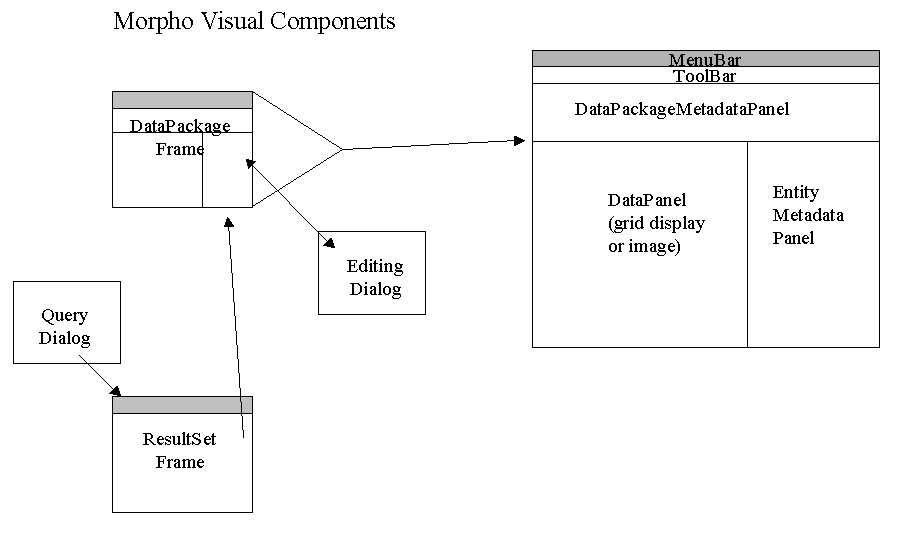 Morpho Visual Components
MenuBar
ToolBar
DataPackageMetadataPanel
DataPackage
Frame
DataPanel
(grid display
or image)
Entity
Metadata
Panel
Editing
Dialog
Query
Dialog
ResultSet
Frame